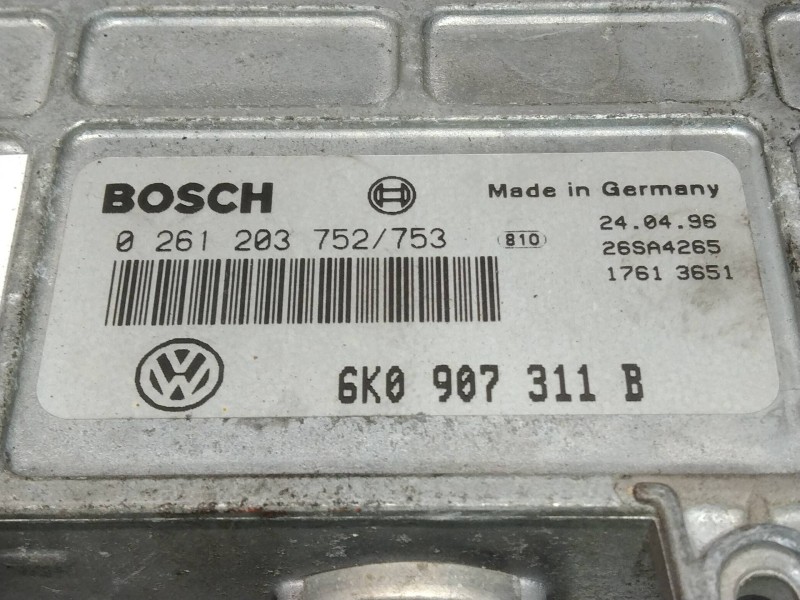 BOSCH
Made in Germany
0 261 203 752/753
810
24.04.96
26SA4265
1761 3651
6K0 907 311 B